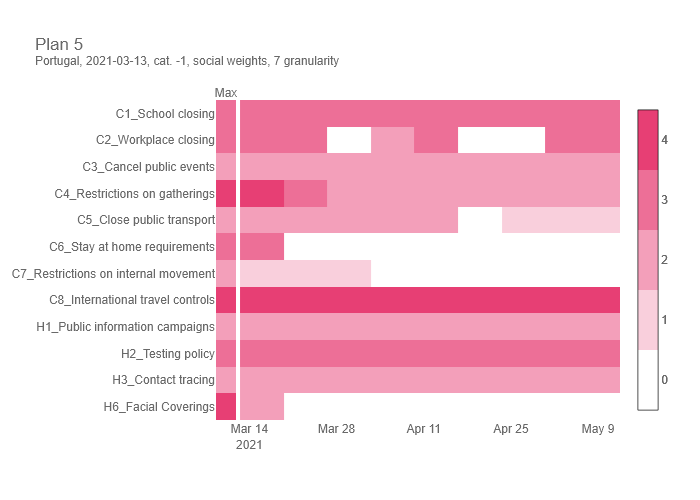 Plan 5
Portugal, 2021-03-13, cat. -1, social weights, 7 granularity
Max
C1_School closing
C2_Workplace closing
C3_Cancel public events
C4_Restrictions on gatherings
C5_Close public transport
C6_Stay at home requirements
C7_Restrictions on internal movement
C8_International travel controls
H1_Public information campaigns
H2_Testing policy
H3_Contact tracing
H6_Facial Coverings
Mar 14 Mar 28 Apr 11 Apr 25 May 9
2021
4
3
2
1
0